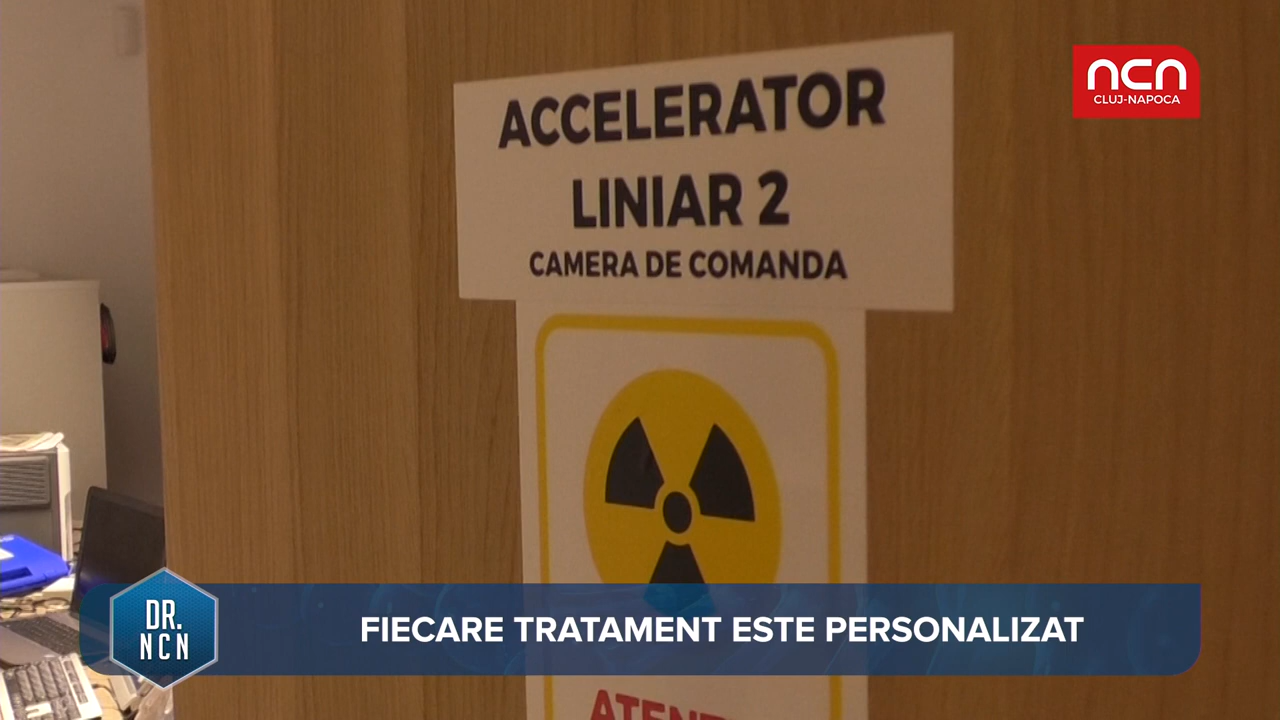 ACCELERATOR
LINIAR 2
CAMERA DE COMANDA
ncn
CLUJ-NAPOCA
DR.
NCN
FIECARE TRATAMENT ESTE PERSONALIZAT